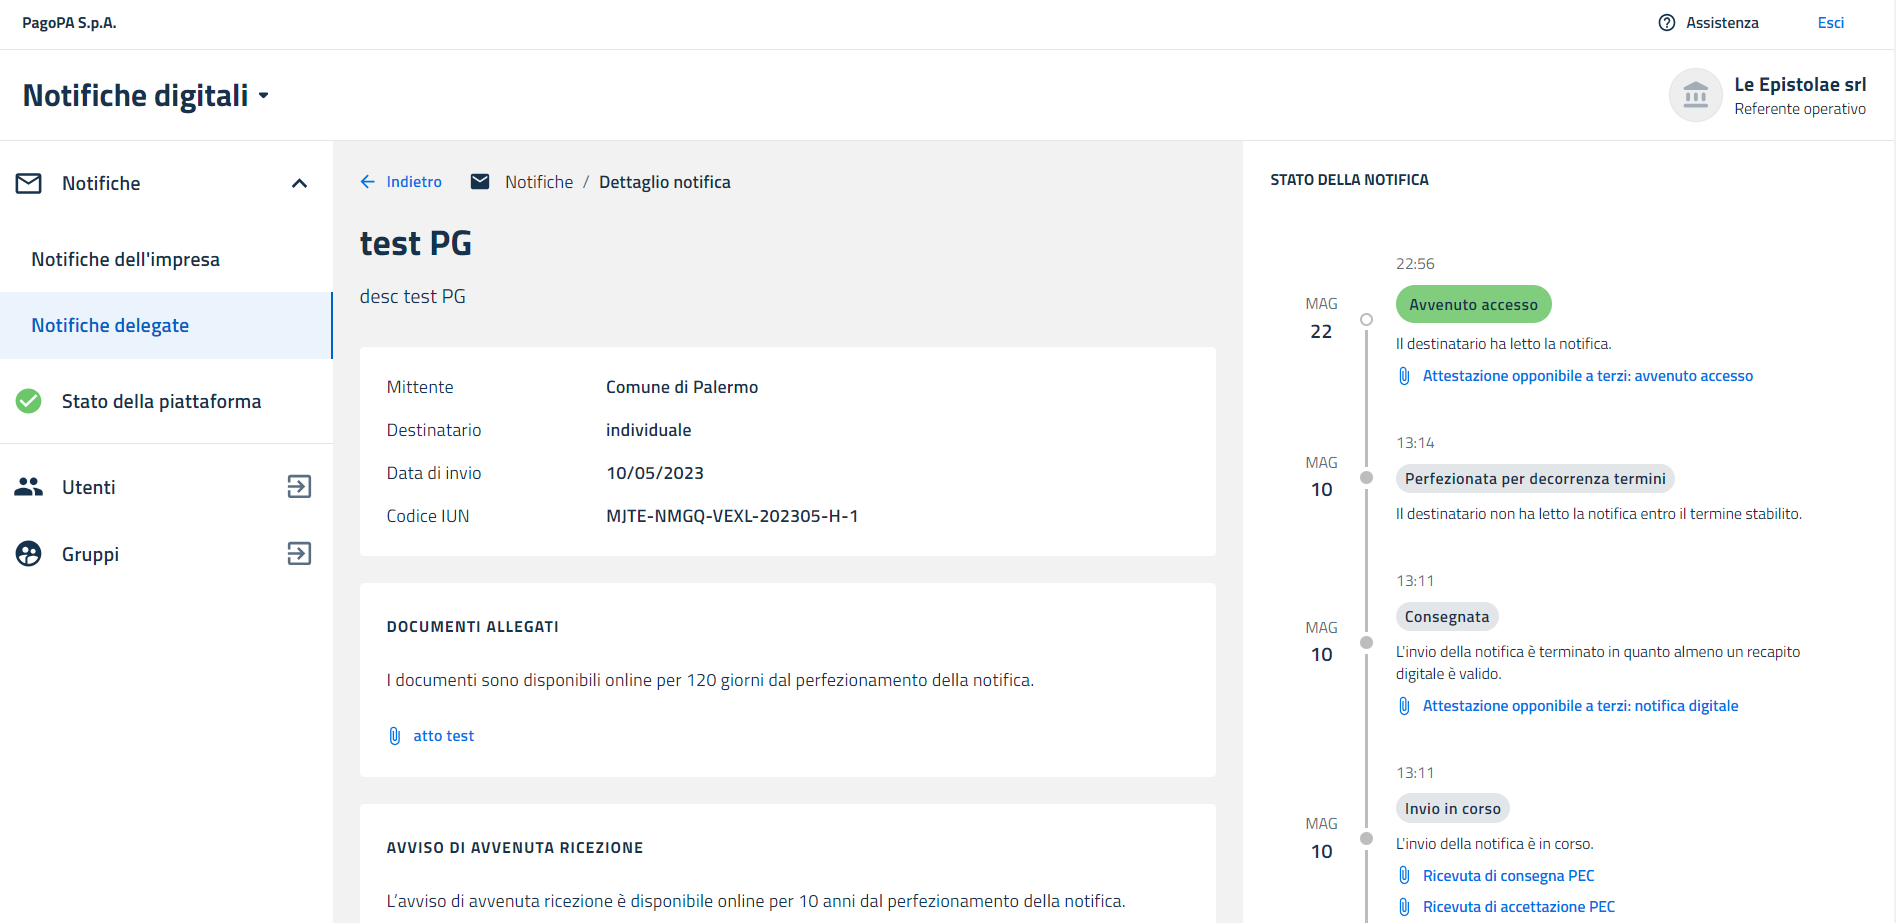 PagoPA S.p.A.
Assistenza
Esci
Notifiche digitali
Le Epistolae srl
Referente operativo
Notifiche
Notifiche dell'impresa
Notifiche delegate
Stato della piattaforma
Utenti
Gruppi
Indietro
Notifiche / Dettaglio notifica
test PG
desc test PG
Mittente Comune di Palermo
Destinatario individuale
Data di invio 10/05/2023
Codice IUN MJTE-NMGQ-VEXL-202305-H-1
DOCUMENTI ALLEGATI
I documenti sono disponibili online per 120 giorni dal perfezionamento della notifica.
atto test
AVVISO DI AVVENUTA RICEZIONE
L’avviso di avvenuta ricezione è disponibile online per 10 anni dal perfezionamento della notifica.
STATO DELLA NOTIFICA
22:56
MAG
22
Avvenuto accesso
Il destinatario ha letto la notifica.
Attestazione opponibile a terzi: avvenuto accesso
13:14
MAG
10
Perfezionata per decorrenza termini
Il destinatario non ha letto la notifica entro il termine stabilito.
13:11
MAG
10
Consegnata
L'invio della notifica è terminato in quanto almeno un recapito
digitale è valido.
Attestazione opponibile a terzi: notifica digitale
13:11
MAG
10
Invio in corso
L'invio della notifica è in corso.
Ricevuta di consegna PEC
Ricevuta di accettazione PEC